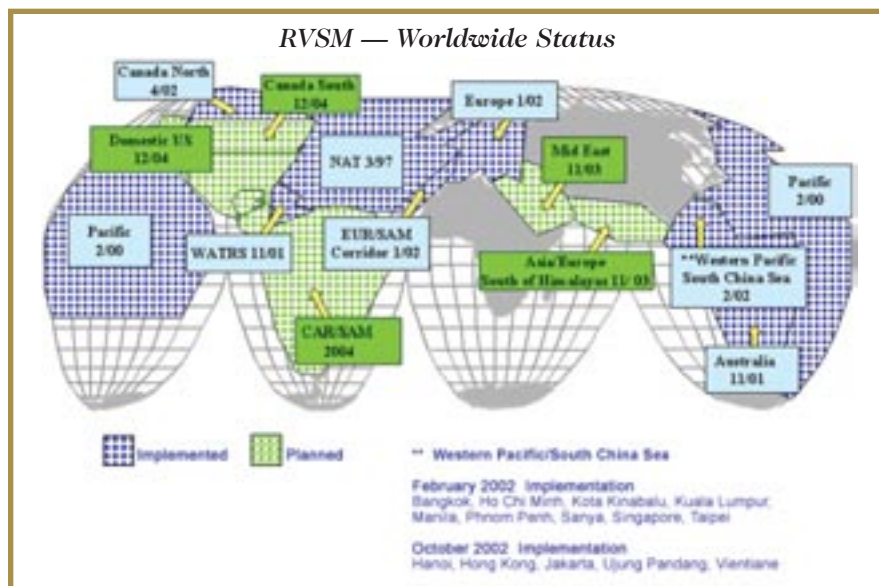 RVSM — Worldwide Status
Canada North
4/02
Canada South
12/04
Europe 1/02
Domestic US
12/04
NAT 3/97
Mid East
11/03
Pacific
2/00
Pacific
2/00
WATRS 11/01
EUR/SAM
Corridor 1/02
Asia/Europe
South of Himalayas 11/ 03
**Western Pacific
South China Sea
2/02
CAR/SAM
2004
Australia
11/01
Implemented
Planned
** Western Pacific/South China Sea
February 2002 Implementation
Bangkok, Ho Chi Minh, Kota Kinabalu, Kuala Lumpur,
Manila, Phnom Penh, Sanya, Singapore, Taipei
October 2002 Implementation
Hanoi, Hong Kong, Jakarta, Ujung Pandang, Vientiane